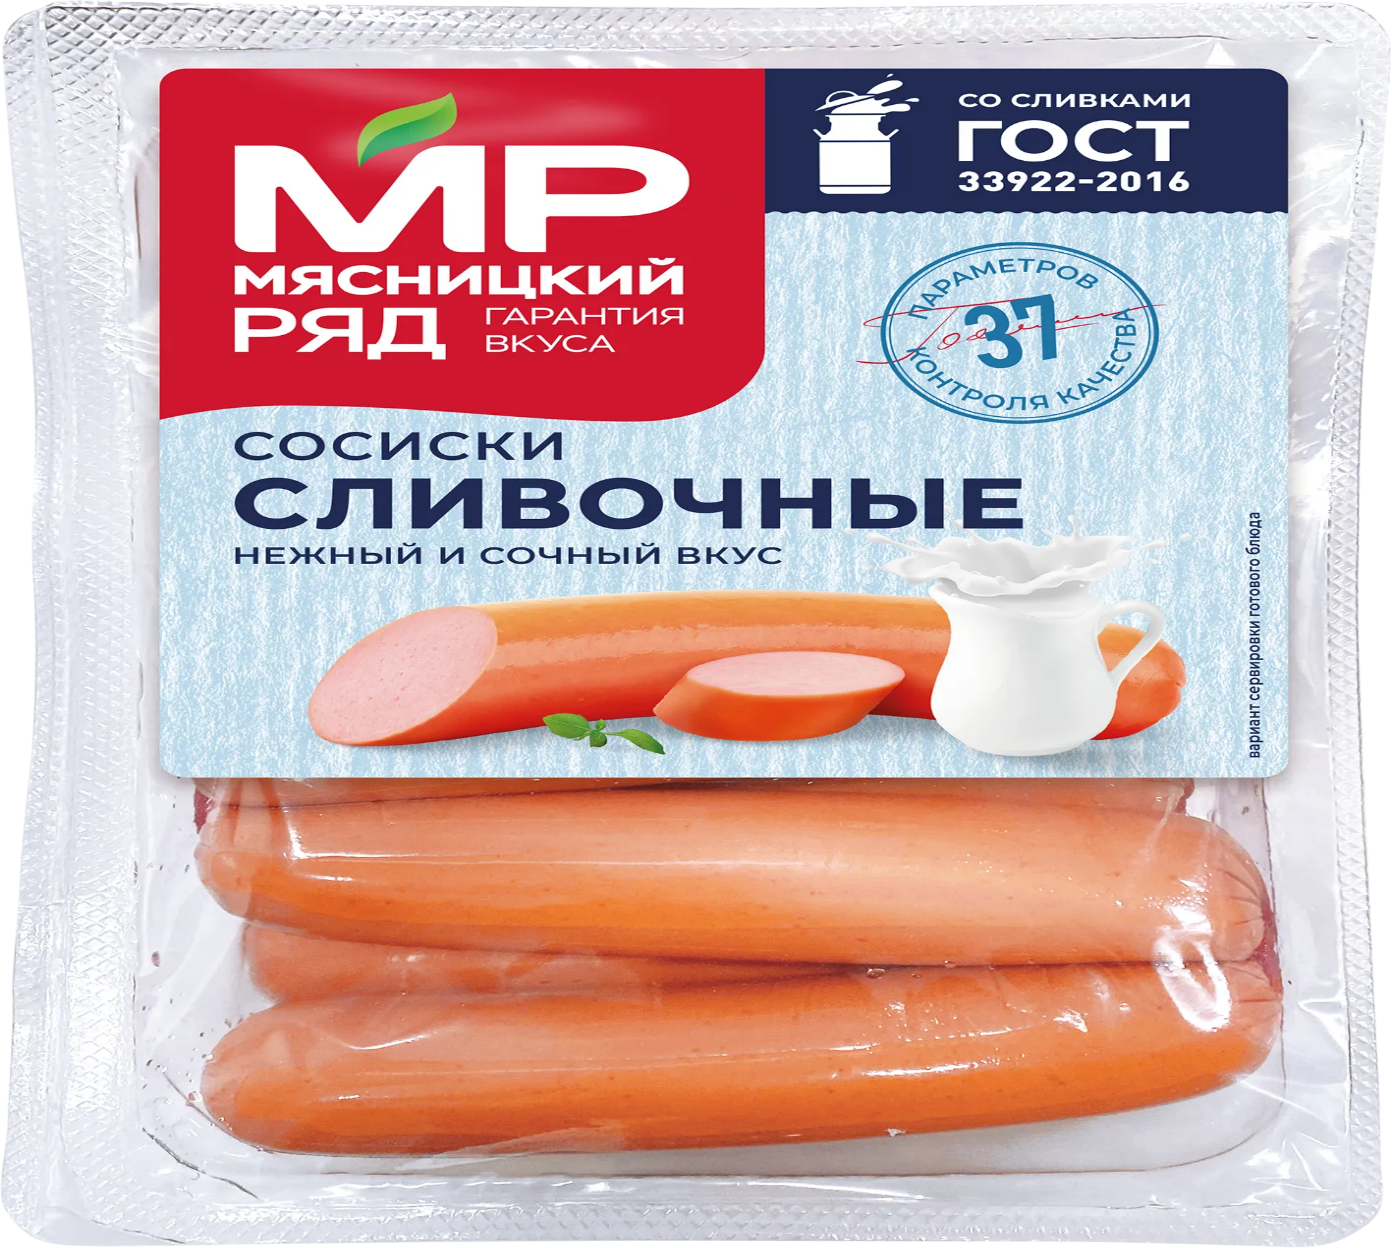 МР
МЯСНИЦКИЙ
РЯД
ГАРАНТИЯ
ВКУСА
СО СЛИВКАМИ
ГОСТ
33922-2016
ПАРАМЕТРОВ
37
КОНТРОЛЯ КАЧЕСТВА
СОСИСКИ
СЛИВОЧНЫЕ
НЕЖНЫЙ И СОЧНЫЙ ВКУС
вариант сервировки готового блюда